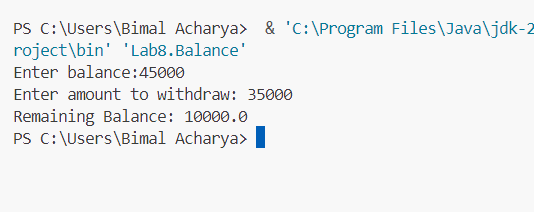 PS C:\Users\Bimal Acharya>  & 'C:\Program Files\Java\jdk-2
roject\bin' 'Lab8.Balance'
Enter balance:45000
Enter amount to withdraw: 35000
Remaining Balance: 10000.0
PS C:\Users\Bimal Acharya>